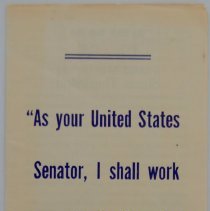 "As your United States
Senator, I shall work